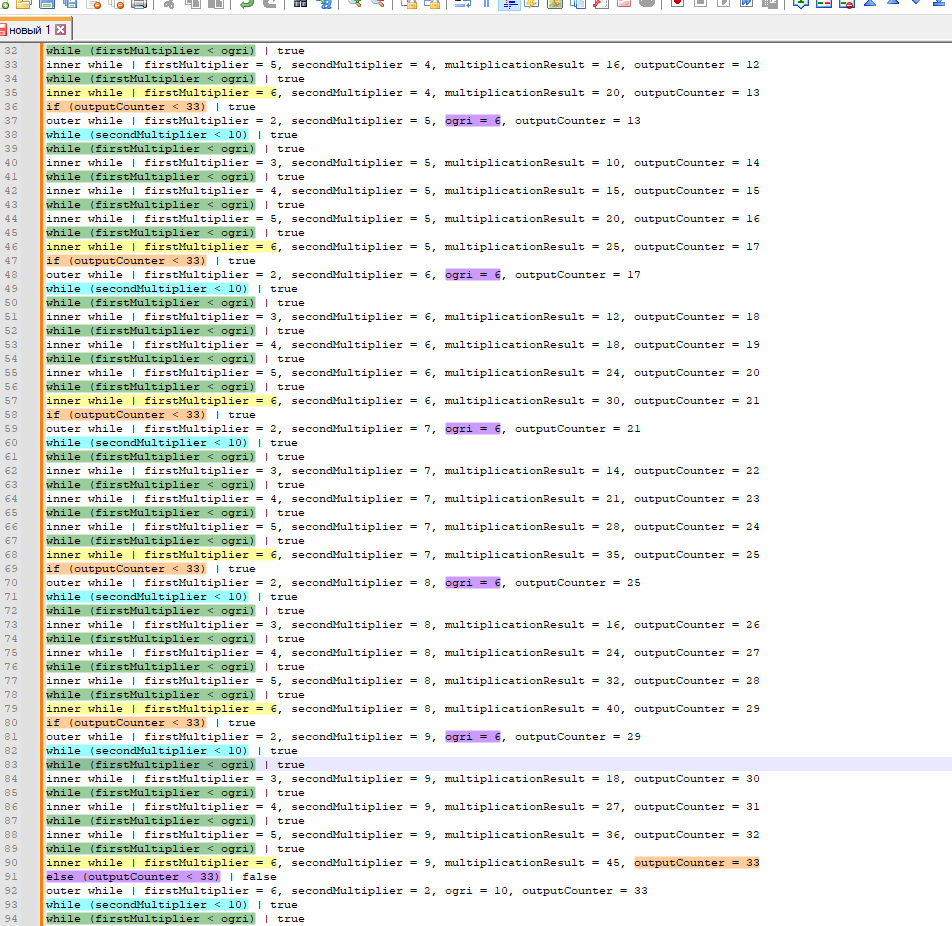 новый 1
32 while (firstMultiplier < ogri) | true
33 inner while | firstMultiplier = 5, secondMultiplier = 4, multiplicationResult = 16, outputCounter = 12
34 while (firstMultiplier < ogri) | true
35 inner while | firstMultiplier = 6, secondMultiplier = 4, multiplicationResult = 20, outputCounter = 13
36 if (outputCounter < 33) | true
37 outer while | firstMultiplier = 2, secondMultiplier = 5, ogri = 6, outputCounter = 13
38 while (secondMultiplier < 10) | true
39 while (firstMultiplier < ogri) | true
40 inner while | firstMultiplier = 3, secondMultiplier = 5, multiplicationResult = 10, outputCounter = 14
41 while (firstMultiplier < ogri) | true
42 inner while | firstMultiplier = 4, secondMultiplier = 5, multiplicationResult = 15, outputCounter = 15
43 while (firstMultiplier < ogri) | true
44 inner while | firstMultiplier = 5, secondMultiplier = 5, multiplicationResult = 20, outputCounter = 16
45 while (firstMultiplier < ogri) | true
46 inner while | firstMultiplier = 6, secondMultiplier = 5, multiplicationResult = 25, outputCounter = 17
47 if (outputCounter < 33) | true
48 outer while | firstMultiplier = 2, secondMultiplier = 6, ogri = 6, outputCounter = 17
49 while (secondMultiplier < 10) | true
50 while (firstMultiplier < ogri) | true
51 inner while | firstMultiplier = 3, secondMultiplier = 6, multiplicationResult = 12, outputCounter = 18
52 while (firstMultiplier < ogri) | true
53 inner while | firstMultiplier = 4, secondMultiplier = 6, multiplicationResult = 18, outputCounter = 19
54 while (firstMultiplier < ogri) | true
55 inner while | firstMultiplier = 5, secondMultiplier = 6, multiplicationResult = 24, outputCounter = 20
56 while (firstMultiplier < ogri) | true
57 inner while | firstMultiplier = 6, secondMultiplier = 6, multiplicationResult = 30, outputCounter = 21
58 if (outputCounter < 33) | true
59 outer while | firstMultiplier = 2, secondMultiplier = 7, ogri = 6, outputCounter = 21
60 while (secondMultiplier < 10) | true
61 while (firstMultiplier < ogri) | true
62 inner while | firstMultiplier = 3, secondMultiplier = 7, multiplicationResult = 14, outputCounter = 22
63 while (firstMultiplier < ogri) | true
64 inner while | firstMultiplier = 4, secondMultiplier = 7, multiplicationResult = 21, outputCounter = 23
65 while (firstMultiplier < ogri) | true
66 inner while | firstMultiplier = 5, secondMultiplier = 7, multiplicationResult = 28, outputCounter = 24
67 while (firstMultiplier < ogri) | true
68 inner while | firstMultiplier = 6, secondMultiplier = 7, multiplicationResult = 35, outputCounter = 25
69 if (outputCounter < 33) | true
70 outer while | firstMultiplier = 2, secondMultiplier = 8, ogri = 6, outputCounter = 25
71 while (secondMultiplier < 10) | true
72 while (firstMultiplier < ogri) | true
73 inner while | firstMultiplier = 3, secondMultiplier = 8, multiplicationResult = 16, outputCounter = 26
74 while (firstMultiplier < ogri) | true
75 inner while | firstMultiplier = 4, secondMultiplier = 8, multiplicationResult = 24, outputCounter = 27
76 while (firstMultiplier < ogri) | true
77 inner while | firstMultiplier = 5, secondMultiplier = 8, multiplicationResult = 32, outputCounter = 28
78 while (firstMultiplier < ogri) | true
79 inner while | firstMultiplier = 6, secondMultiplier = 8, multiplicationResult = 40, outputCounter = 29
80 if (outputCounter < 33) | true
81 outer while | firstMultiplier = 2, secondMultiplier = 9, ogri = 6, outputCounter = 29
82 while (secondMultiplier < 10) | true
83 while (firstMultiplier < ogri) | true
84 inner while | firstMultiplier = 3, secondMultiplier = 9, multiplicationResult = 18, outputCounter = 30
85 while (firstMultiplier < ogri) | true
86 inner while | firstMultiplier = 4, secondMultiplier = 9, multiplicationResult = 27, outputCounter = 31
87 while (firstMultiplier < ogri) | true
88 inner while | firstMultiplier = 5, secondMultiplier = 9, multiplicationResult = 36, outputCounter = 32
89 while (firstMultiplier < ogri) | true
90 inner while | firstMultiplier = 6, secondMultiplier = 9, multiplicationResult = 45, outputCounter = 33
91 else (outputCounter < 33) | false
92 outer while | firstMultiplier = 6, secondMultiplier = 2, ogri = 10, outputCounter = 33
93 while (secondMultiplier < 10) | true
94 while (firstMultiplier < ogri) | true